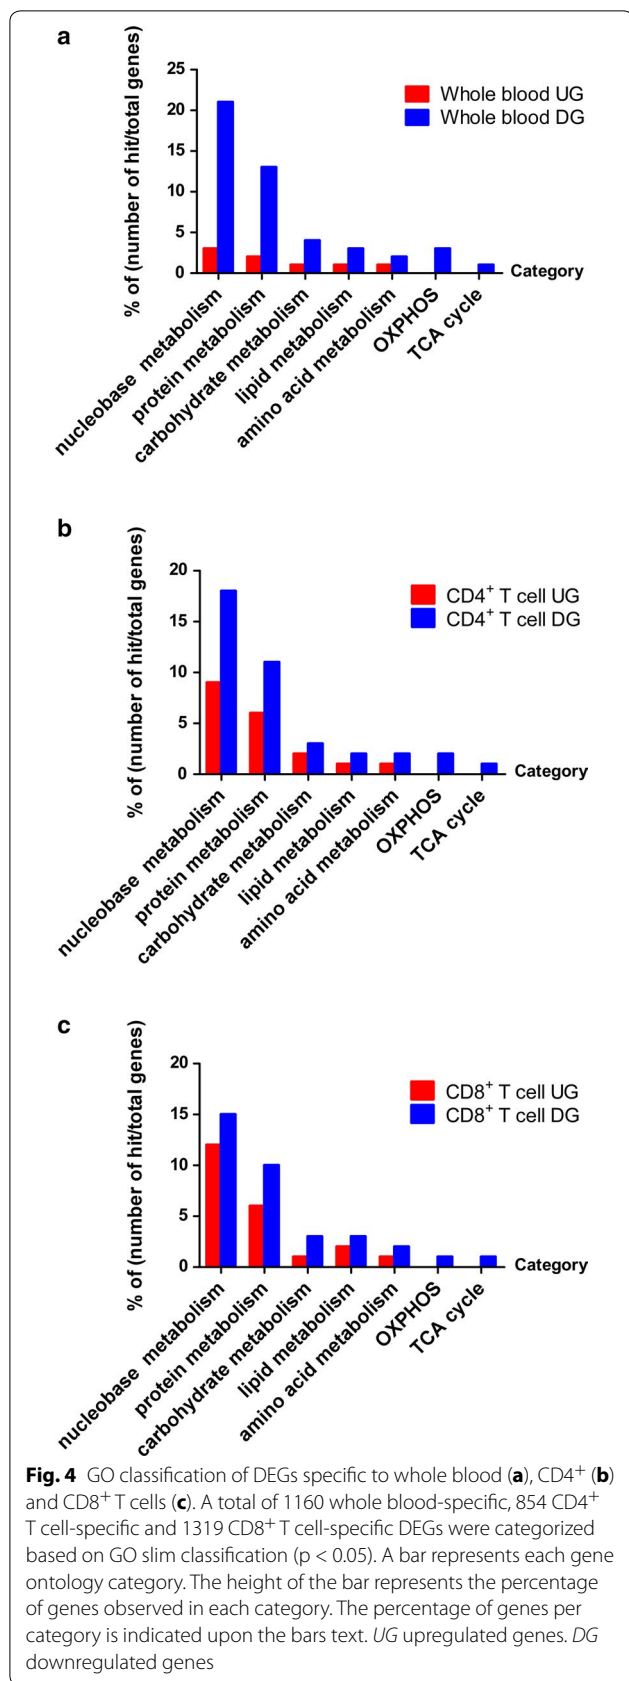 a
% of (number of hit/total genes)
25
20
15
10
5
0
Whole blood UG
Whole blood DG
Category
nucleobase metabolism
protein metabolism
carbohydrate metabolism
lipid metabolism
amino acid metabolism
OXPHOS
TCA cycle
b
% of (number of hit/total genes)
20
15
10
5
0
CD4+ T cell UG
CD4+ T cell DG
Category
nucleobase metabolism
protein metabolism
carbohydrate metabolism
lipid metabolism
amino acid metabolism
OXPHOS
TCA cycle
c
% of (number of hit/total genes)
20
15
10
5
0
CD8+ T cell UG
CD8+ T cell DG
Category
nucleobase metabolism
protein metabolism
carbohydrate metabolism
lipid metabolism
amino acid metabolism
OXPHOS
TCA cycle
Fig. 4 GO classification of DEGs specific to whole blood (a), CD4+ (b)
and CD8+ T cells (c). A total of 1160 whole blood-specific, 854 CD4+
T cell-specific and 1319 CD8+ T cell-specific DEGs were categorized
based on GO slim classification (p < 0.05). A bar represents each gene
ontology category. The height of the bar represents the percentage
of genes observed in each category. The percentage of genes per
category is indicated upon the bars text. UG upregulated genes. DG
downregulated genes